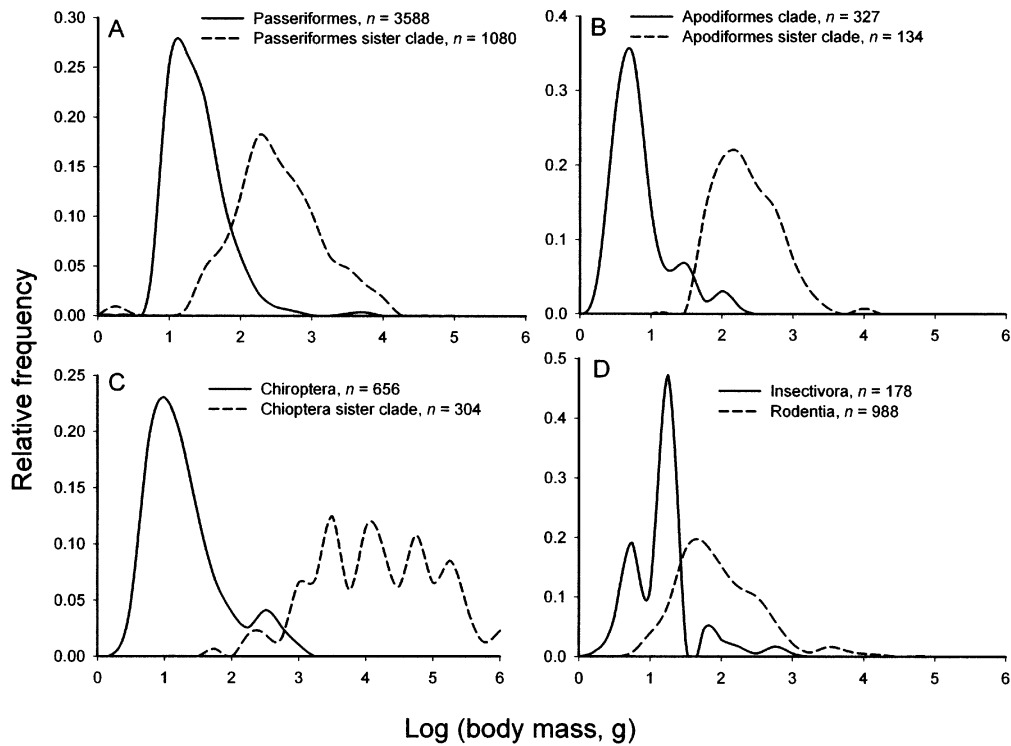 A
Passeriformes, n = 3588
Passeriformes sister clade, n = 1080
0.30
0.25
0.20
0.15
0.10
0.05
0.00
0 1 2 3 4 5 6
B
Apodiformes clade, n = 327
Apodiformes sister clade, n = 134
0.4
0.3
0.2
0.1
0.0
0 1 2 3 4 5 6
C
Chiroptera, n = 656
Chioptera sister clade, n = 304
0.25
0.20
0.15
0.10
0.05
0.00
0 1 2 3 4 5 6
D
Insectivora, n = 178
Rodentia, n = 988
0.5
0.4
0.3
0.2
0.1
0.0
0 1 2 3 4 5 6
Relative frequency
Log (body mass, g)